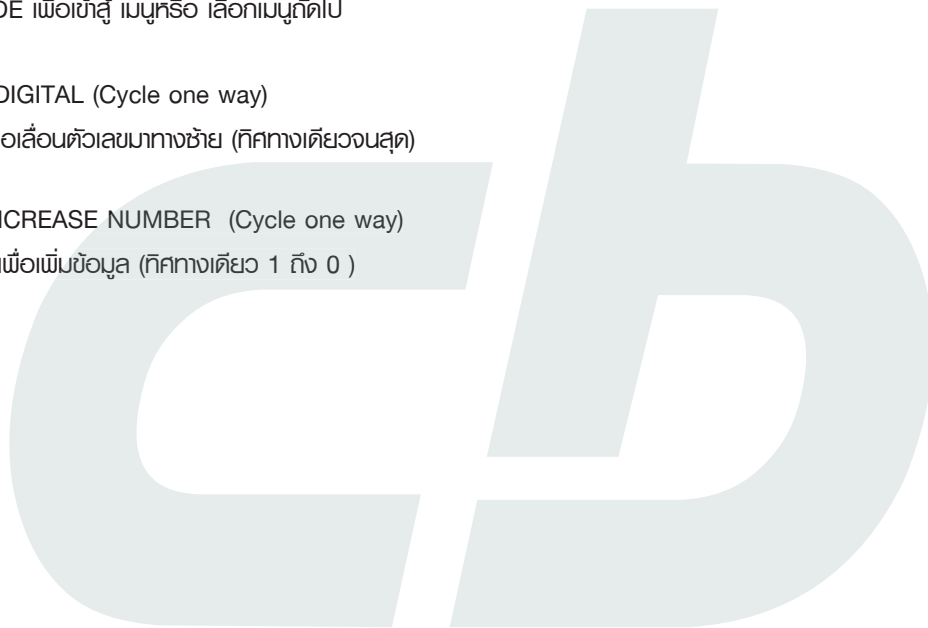 DE เพื่อเข้าสู่ เมนูหรือ เลือกเมนูถัดไป
DIGITAL (Cycle one way)
อเลื่อนตัวเลขมาทางซ้าย (ทิศทางเดียวจนสุด)
NCREASE NUMBER (Cycle one way)
เพื่อเพิ่มข้อมูล (ทิศทางเดียว 1 ถึง 0 )
cb